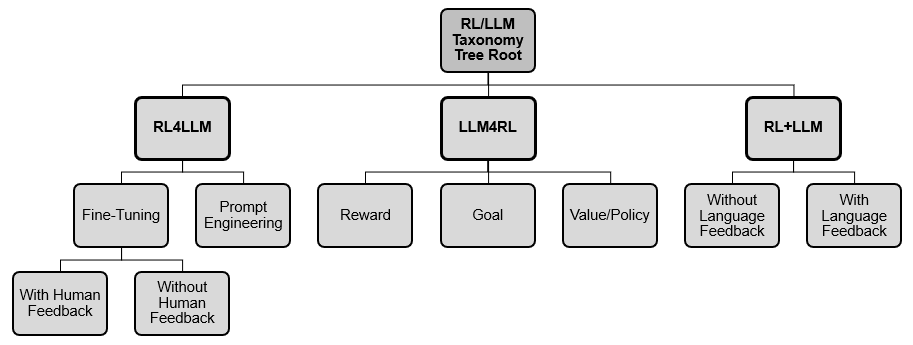 RL/LLM
Taxonomy
Tree Root
RL4LLM
LLM4RL
RL+LLM
Fine-Tuning
Prompt
Engineering
Reward
Goal
Value/Policy
Without
Language
Feedback
With
Language
Feedback
With Human
Feedback
Without
Human
Feedback